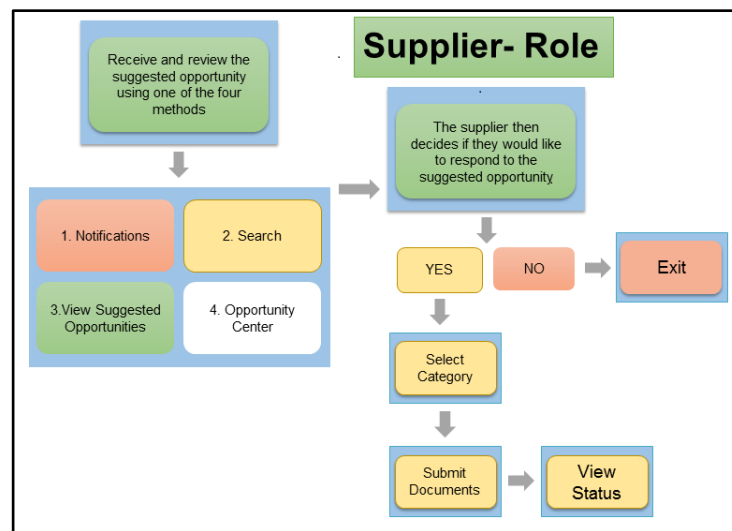 Supplier- Role
Receive and review the
suggested opportunity
using one of the four
methods
1. Notifications
2. Search
3.View Suggested
Opportunities
4. Opportunity
Center
The supplier then
decides if they would like
to respond to the
suggested opportunity
YES
NO
Exit
Select
Category
Submit
Documents
View
Status